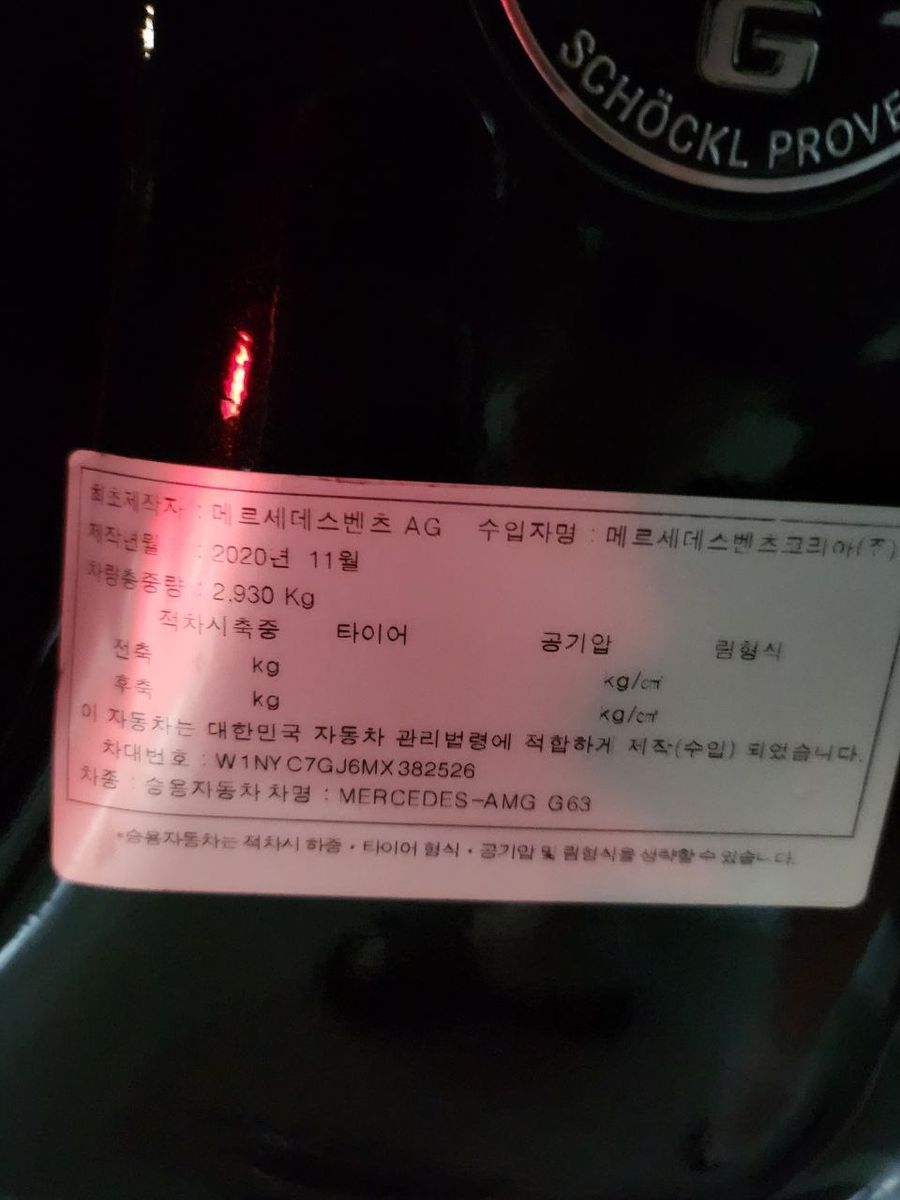 G
SCHÖCKL PROVE
최초제작자 : 메르세데스벤츠 AG 수입자명 : 메르세데스벤츠코리아(주)
제작년월 : 2020년 11월
차량총중량 : 2,930 Kg
적차시축중 타이어 공기압 림형식
전축 kg kg/㎠
후축 kg kg/㎠
이 자동차는 대한민국 자동차 관리법령에 적합하게 제작(수입) 되었습니다.
차대번호 : W1NYC7GJ6MX382526
차종 : 승용자동차 차명 : MERCEDES-AMG G63
*승용자동차는 적차시 하중 · 타이어 형식 · 공기압 및 림형식을 생략할 수 있습니다.